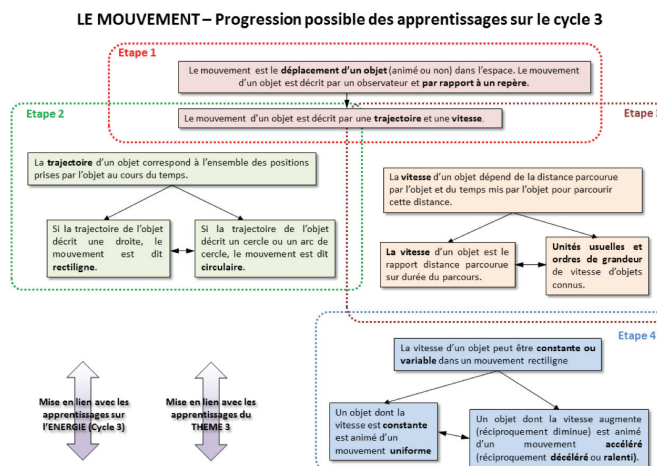 LE MOUVEMENT – Progression possible des apprentissages sur le cycle 3
Etape 1
Le mouvement est le déplacement d'un objet (animé ou non) dans l'espace. Le mouvement
d'un objet est décrit par un observateur et par rapport à un repère.
Etape 2
Le mouvement d'un objet est décrit par une trajectoire et une vitesse.
Etape
La trajectoire d'un objet correspond à l'ensemble des positions
prises par l'objet au cours du temps.
La vitesse d'un objet dépend de la distance parcourue
par l'objet et du temps mis par l'objet pour parcourir
cette distance.
Si la trajectoire de l'objet
décrit une droite, le
mouvement est dit
rectiligne.
Si la trajectoire de l'objet
décrit un cercle ou un arc de
cercle, le mouvement est dit
circulaire.
La vitesse d'un objet est le
rapport distance parcourue
sur durée du parcours.
Unités usuelles et
ordres de grandeur
de vitesse d'objets
connus.
Etape 4
La vitesse d'un objet peut être constante ou
variable dans un mouvement rectiligne
Mise en lien avec les
apprentissages sur
l'ENERGIE (Cycle 3)
Mise en lien avec les
apprentissages du
THEME 3
Un objet dont la
vitesse est constante
est animé d'un
mouvement uniforme
Un objet dont la vitesse augmente
(réciproquement diminue) est animé
d'un mouvement accéléré
(réciproquement décéléré ou ralenti).